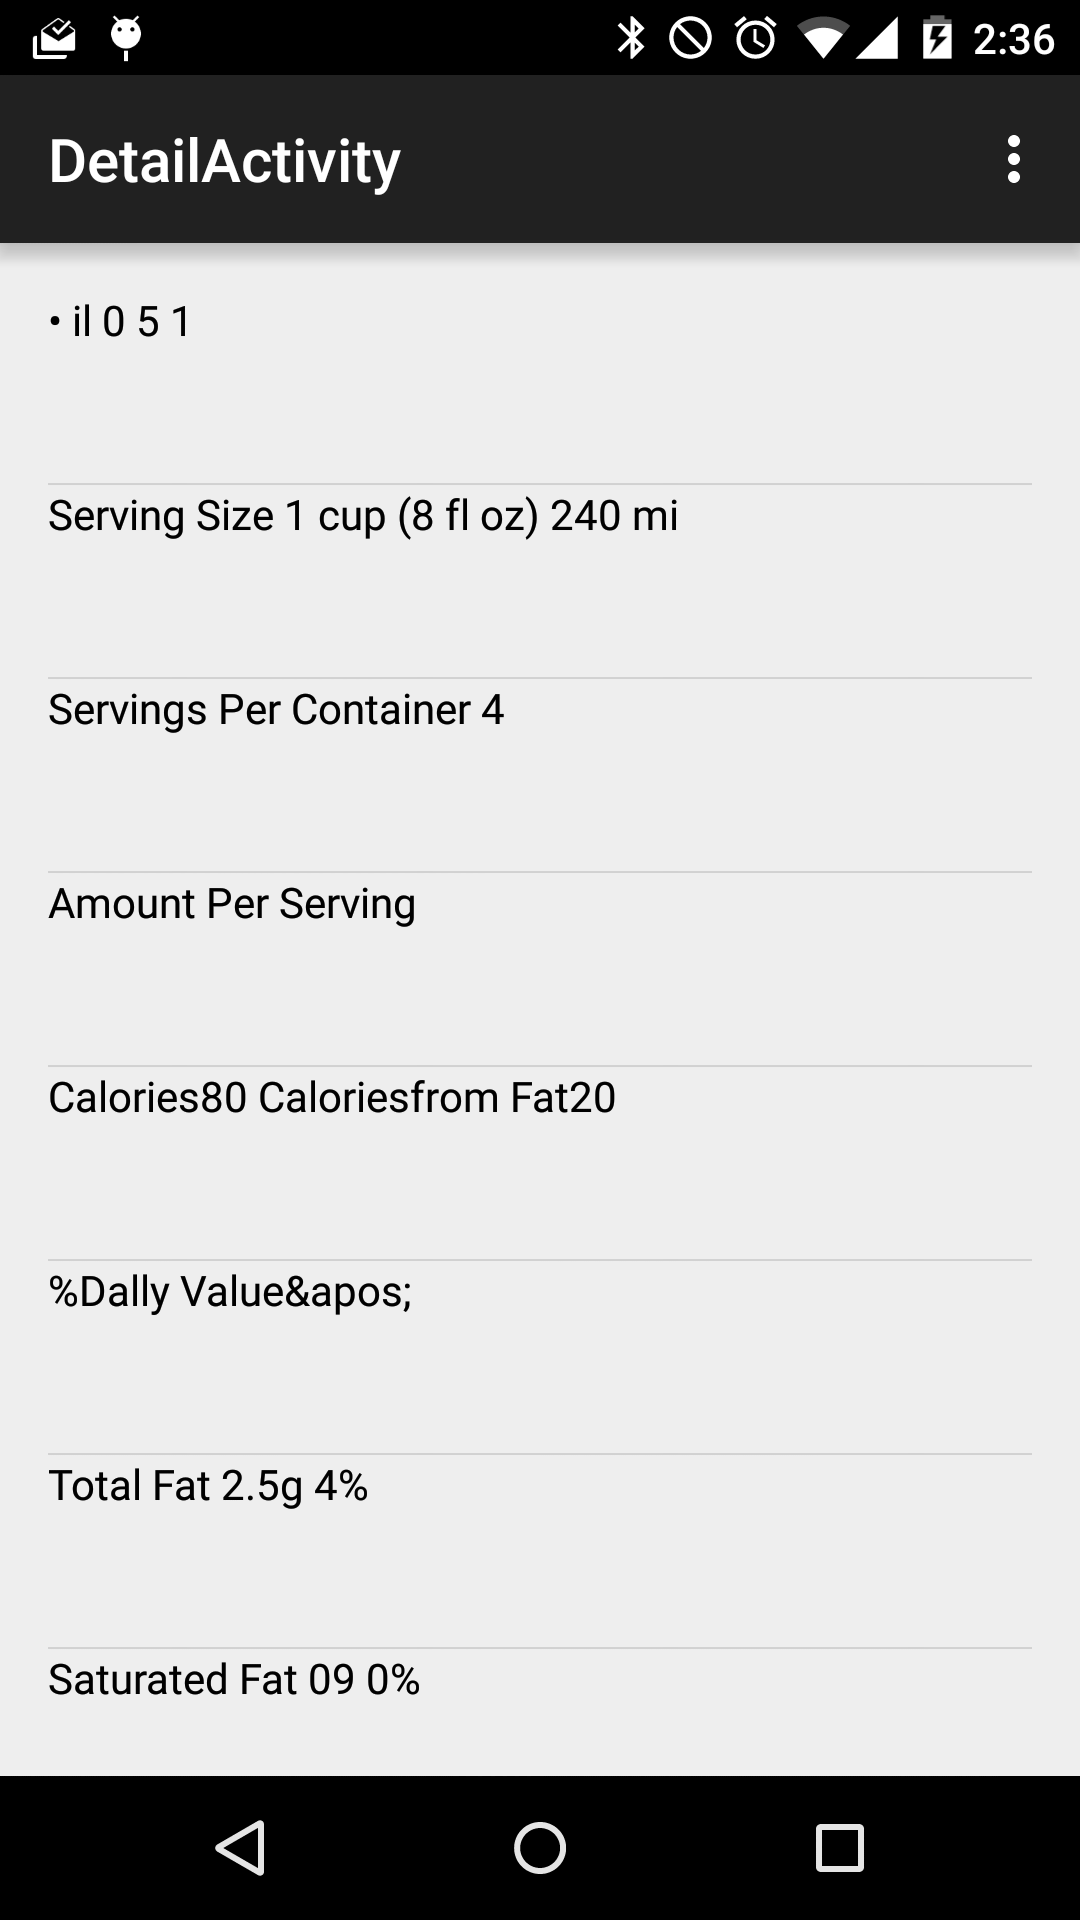 2:36
DetailActivity
• il 0 5 1
Serving Size 1 cup (8 fl oz) 240 mi
Servings Per Container 4
Amount Per Serving
Calories80 Caloriesfrom Fat20
%Dally Value&apos;
Total Fat 2.5g 4%
Saturated Fat 09 0%